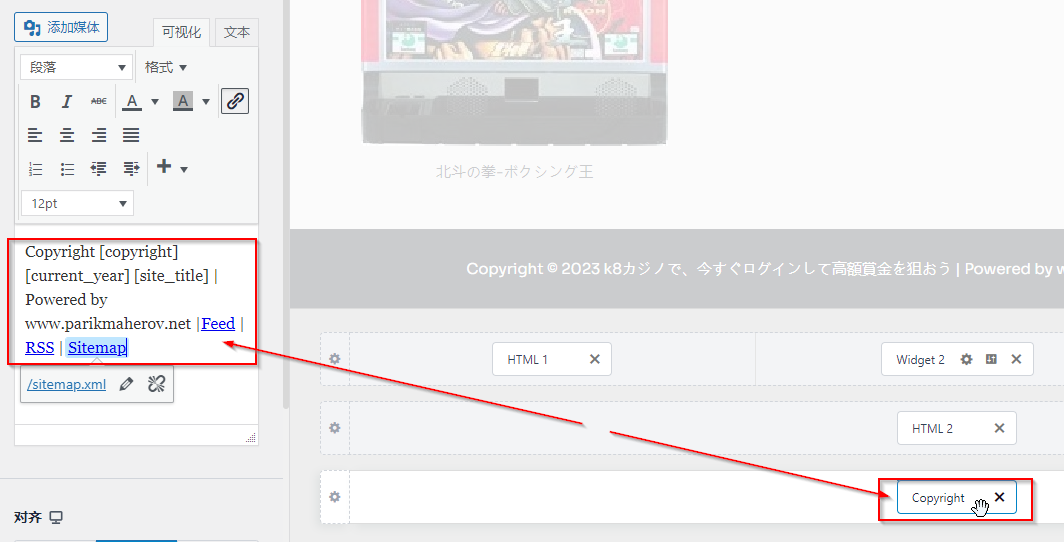 添加媒体
可视化
文本
段落
格式
B I ABC A A
12pt
Copyright [copyright]
[current_year] [site_title] |
Powered by
www.parikmaherov.net |Feed |
RSS | Sitemap
/sitemap.xml
对齐
北斗の拳-ボクシング王
Copyright © 2023 k8カジノで、今すぐログインして高額賞金を狙おう | Powered by w
HTML 1
Widget 2
HTML 2
Copyright